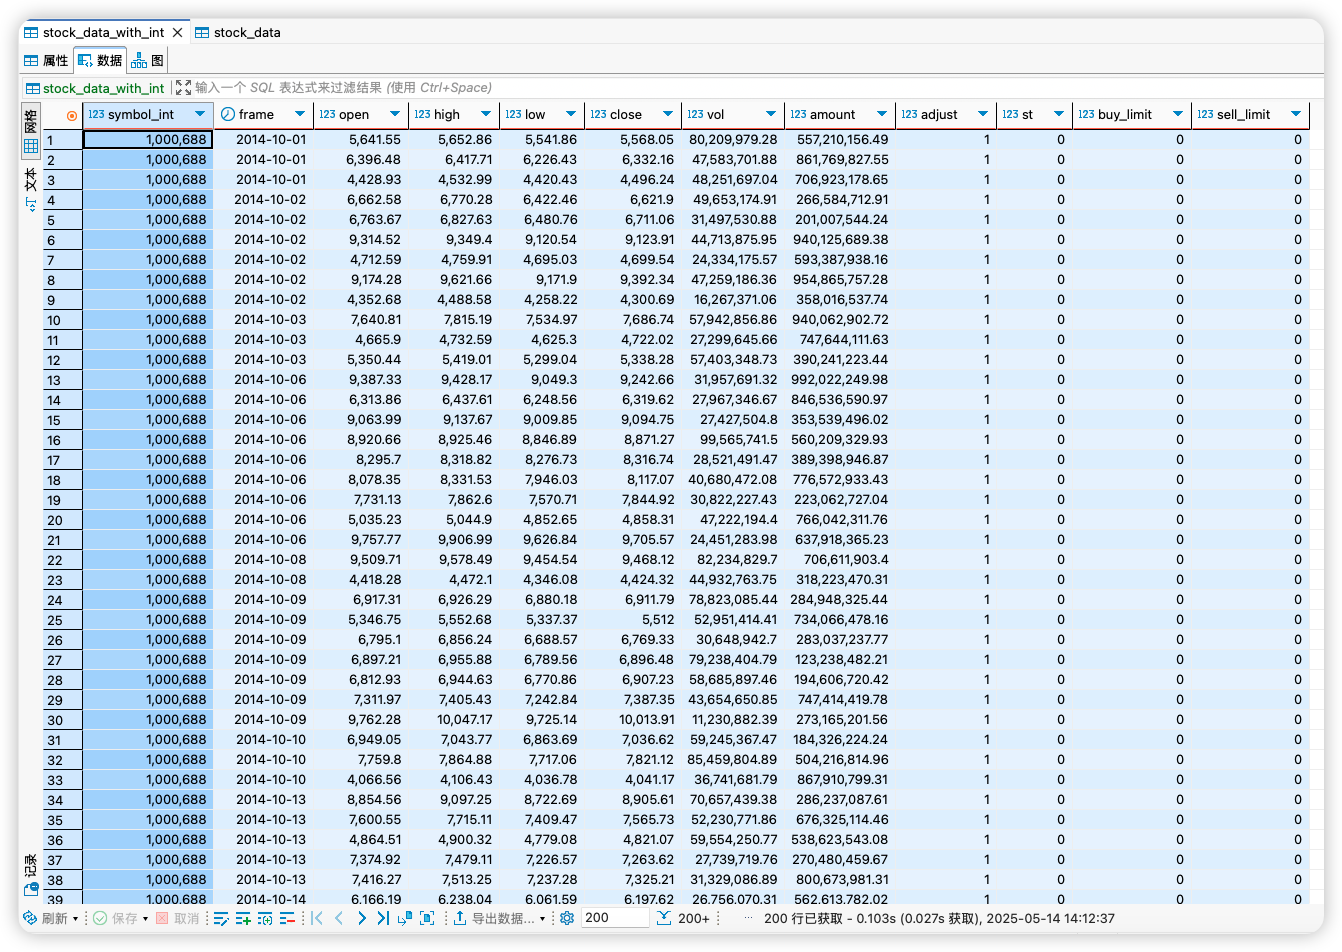 stock_data_with_int stock_data
属性 数据 图
stock_data_with_int 输入一个 SQL 表达式来过滤结果 (使用 Ctrl+Space)
网格
文本
记录
123 symbol_int frame 123 open 123 high 123 low 123 close 123 vol 123 amount 123 adjust 123 st 123 buy_limit 123 sell_limit
1 1,000,688 2014-10-01 5,641.55 5,652.86 5,541.86 5,568.05 80,209,979.28 557,210,156.49 1 0 0 0
2 1,000,688 2014-10-01 6,396.48 6,417.71 6,226.43 6,332.16 47,583,701.88 861,769,827.55 1 0 0 0
3 1,000,688 2014-10-01 4,428.93 4,532.99 4,420.43 4,496.24 48,251,697.04 706,923,178.65 1 0 0 0
4 1,000,688 2014-10-02 6,662.58 6,770.28 6,422.46 6,621.9 49,653,174.91 266,584,712.91 1 0 0 0
5 1,000,688 2014-10-02 6,763.67 6,827.63 6,480.76 6,711.06 31,497,530.88 201,007,544.24 1 0 0 0
6 1,000,688 2014-10-02 9,314.52 9,349.4 9,120.54 9,123.91 44,713,875.95 940,125,689.38 1 0 0 0
7 1,000,688 2014-10-02 4,712.59 4,759.91 4,695.03 4,699.54 24,334,175.57 593,387,938.16 1 0 0 0
8 1,000,688 2014-10-02 9,174.28 9,621.66 9,171.9 9,392.34 47,259,186.36 954,865,757.28 1 0 0 0
9 1,000,688 2014-10-02 4,352.68 4,488.58 4,258.22 4,300.69 16,267,371.06 358,016,537.74 1 0 0 0
10 1,000,688 2014-10-03 7,640.81 7,815.19 7,534.97 7,686.74 57,942,856.86 940,062,902.72 1 0 0 0
11 1,000,688 2014-10-03 4,665.9 4,732.59 4,625.3 4,722.02 27,299,645.66 747,644,111.63 1 0 0 0
12 1,000,688 2014-10-03 5,350.44 5,419.01 5,299.04 5,338.28 57,403,348.73 390,241,223.44 1 0 0 0
13 1,000,688 2014-10-06 9,387.33 9,428.17 9,049.3 9,242.66 31,957,691.32 992,022,249.98 1 0 0 0
14 1,000,688 2014-10-06 6,313.86 6,437.61 6,248.56 6,319.62 27,967,346.67 846,536,590.97 1 0 0 0
15 1,000,688 2014-10-06 9,063.99 9,137.67 9,009.85 9,094.75 27,427,504.8 353,539,496.02 1 0 0 0
16 1,000,688 2014-10-06 8,920.66 8,925.46 8,846.89 8,871.27 99,565,741.5 560,209,329.93 1 0 0 0
17 1,000,688 2014-10-06 8,295.7 8,318.82 8,276.73 8,316.74 28,521,491.47 389,398,946.87 1 0 0 0
18 1,000,688 2014-10-06 8,078.35 8,331.53 7,946.03 8,117.07 40,680,472.08 776,572,933.43 1 0 0 0
19 1,000,688 2014-10-06 7,731.13 7,862.6 7,570.71 7,844.92 30,822,227.43 223,062,727.04 1 0 0 0
20 1,000,688 2014-10-06 5,035.23 5,044.9 4,852.65 4,858.31 47,222,194.4 766,042,311.76 1 0 0 0
21 1,000,688 2014-10-06 9,757.77 9,906.99 9,626.84 9,705.57 24,451,283.98 637,918,365.23 1 0 0 0
22 1,000,688 2014-10-08 9,509.71 9,578.49 9,454.54 9,468.12 82,234,829.7 706,611,903.4 1 0 0 0
23 1,000,688 2014-10-08 4,418.28 4,472.1 4,346.08 4,424.32 44,932,763.75 318,223,470.31 1 0 0 0
24 1,000,688 2014-10-09 6,917.31 6,926.29 6,880.18 6,911.79 78,823,085.44 284,948,325.44 1 0 0 0
25 1,000,688 2014-10-09 5,346.75 5,552.68 5,337.37 5,512 52,951,414.41 734,066,478.16 1 0 0 0
26 1,000,688 2014-10-09 6,795.1 6,856.24 6,688.57 6,769.33 30,648,942.7 283,037,237.77 1 0 0 0
27 1,000,688 2014-10-09 6,897.21 6,955.88 6,789.56 6,896.48 79,238,404.79 123,238,482.21 1 0 0 0
28 1,000,688 2014-10-09 6,812.93 6,944.63 6,770.86 6,907.23 58,685,897.46 194,606,720.42 1 0 0 0
29 1,000,688 2014-10-09 7,311.97 7,405.43 7,242.84 7,387.35 43,654,650.85 747,414,419.78 1 0 0 0
30 1,000,688 2014-10-09 9,762.28 10,047.17 9,725.14 10,013.91 11,230,882.39 273,165,201.56 1 0 0 0
31 1,000,688 2014-10-10 6,949.05 7,043.77 6,863.69 7,036.62 59,245,367.47 184,326,224.24 1 0 0 0
32 1,000,688 2014-10-10 7,759.8 7,864.88 7,717.06 7,821.12 85,459,804.89 504,216,814.96 1 0 0 0
33 1,000,688 2014-10-10 4,066.56 4,106.43 4,036.78 4,041.17 36,741,681.79 867,910,799.31 1 0 0 0
34 1,000,688 2014-10-13 8,854.56 9,097.25 8,722.69 8,905.61 70,657,439.38 286,237,087.61 1 0 0 0
35 1,000,688 2014-10-13 7,600.55 7,715.11 7,409.47 7,565.73 52,230,771.86 676,325,114.46 1 0 0 0
36 1,000,688 2014-10-13 4,864.51 4,900.32 4,779.08 4,821.07 59,554,250.77 538,623,543.08 1 0 0 0
37 1,000,688 2014-10-13 7,374.92 7,479.11 7,226.57 7,263.62 27,739,719.76 270,480,459.67 1 0 0 0
38 1,000,688 2014-10-13 7,416.27 7,513.25 7,237.28 7,325.21 31,329,086.89 800,673,981.31 1 0 0 0
39 1,000,688 2014-10-14 6,166.19 6,238.04 6,061.59 6,197.62 26,756,070.31 562,613,782.02 1 0 0 0
刷新 保存 取消 导出数据... 200 200+ ... 200 行已获取 - 0.103s (0.027s 获取), 2025-05-14 14:12:37